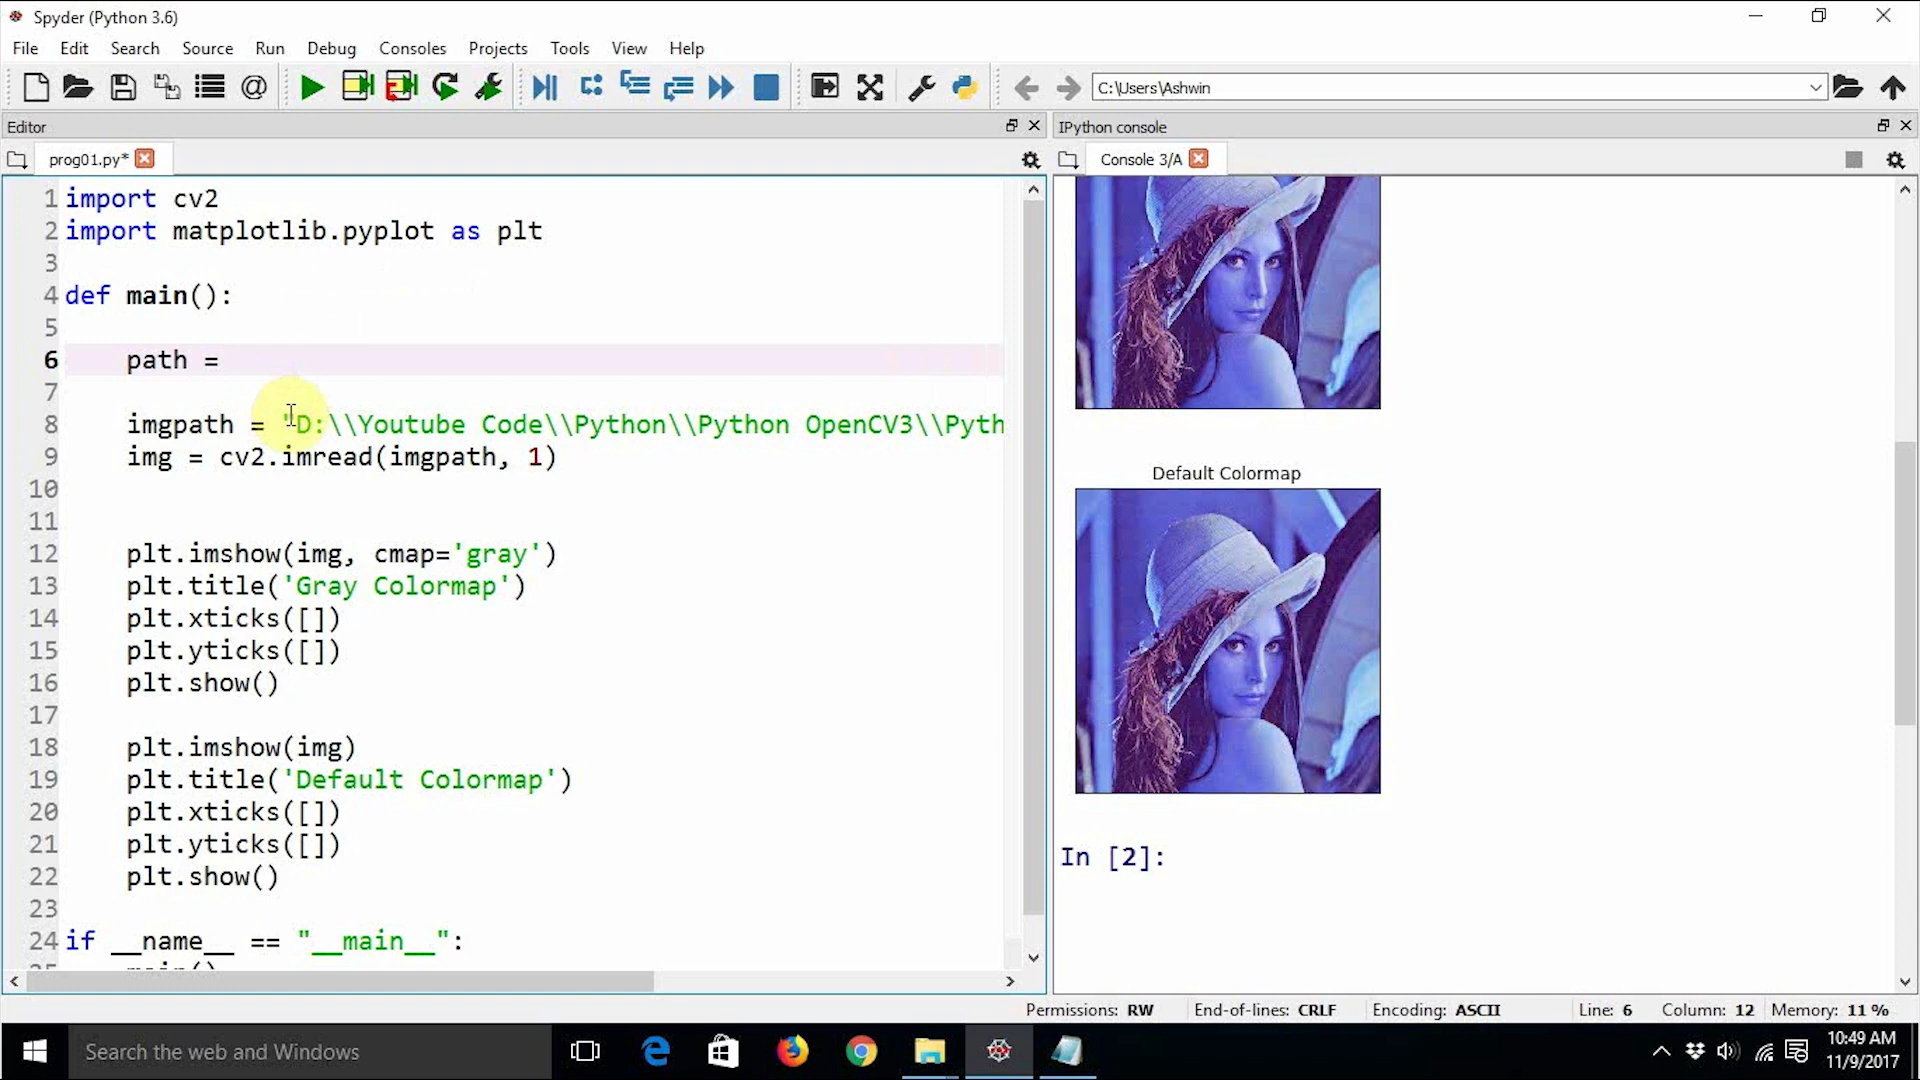 Spyder (Python 3.6)
File Edit Search Source Run Debug Consoles Projects Tools View Help
C:\Users\Ashwin
Editor
prog01.py*
1 import cv2
2 import matplotlib.pyplot as plt
3
4 def main():
5
6 path =
7
8 imgpath = "D:\\Youtube Code\\Python\\Python OpenCV3\\Pyth
9 img = cv2.imread(imgpath, 1)
10
11
12 plt.imshow(img, cmap='gray')
13 plt.title('Gray Colormap')
14 plt.xticks([])
15 plt.yticks([])
16 plt.show()
17
18 plt.imshow(img)
19 plt.title('Default Colormap')
20 plt.xticks([])
21 plt.yticks([])
22 plt.show()
23
24 if __name__ == "__main__":
IPython console
Console 3/A
Default Colormap
In [2]:
Permissions: RW End-of-lines: CRLF Encoding: ASCII Line: 6 Column: 12 Memory: 11 %
Search the web and Windows
10:49 AM
11/9/2017